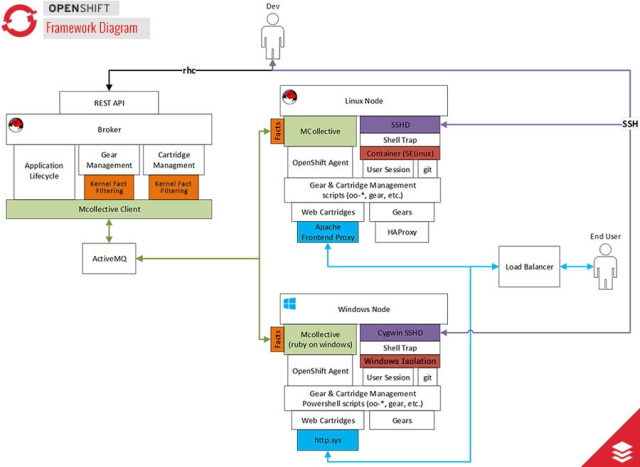 OPENSHIFT
Framework Diagram
Dev
rhc
REST API
Broker
Application
Lifecycle
Gear
Management
Kernel Fact
Filtering
Cartridge
Managment
Kernel Fact
Filtering
Mcollective Client
ActiveMQ
Linux Node
Facts
MCollective
OpenShift Agent
SSHD
Shell Trap
Container (SELinux)
User Session
git
Gear & Cartridge Management
scripts (oo-*, gear, etc.)
Web Cartridges
Gears
Apache
Frontend Proxy
HAProxy
SSH
Load Balancer
End User
Windows Node
Facts
Mcollective
(ruby on windows)
OpenShift Agent
Cygwin SSHD
Shell Trap
Windows Isolation
User Session
git
Gear & Cartridge Management
Powershell scripts (oo-*, gear, etc.)
Web Cartridges
Gears
http.sys